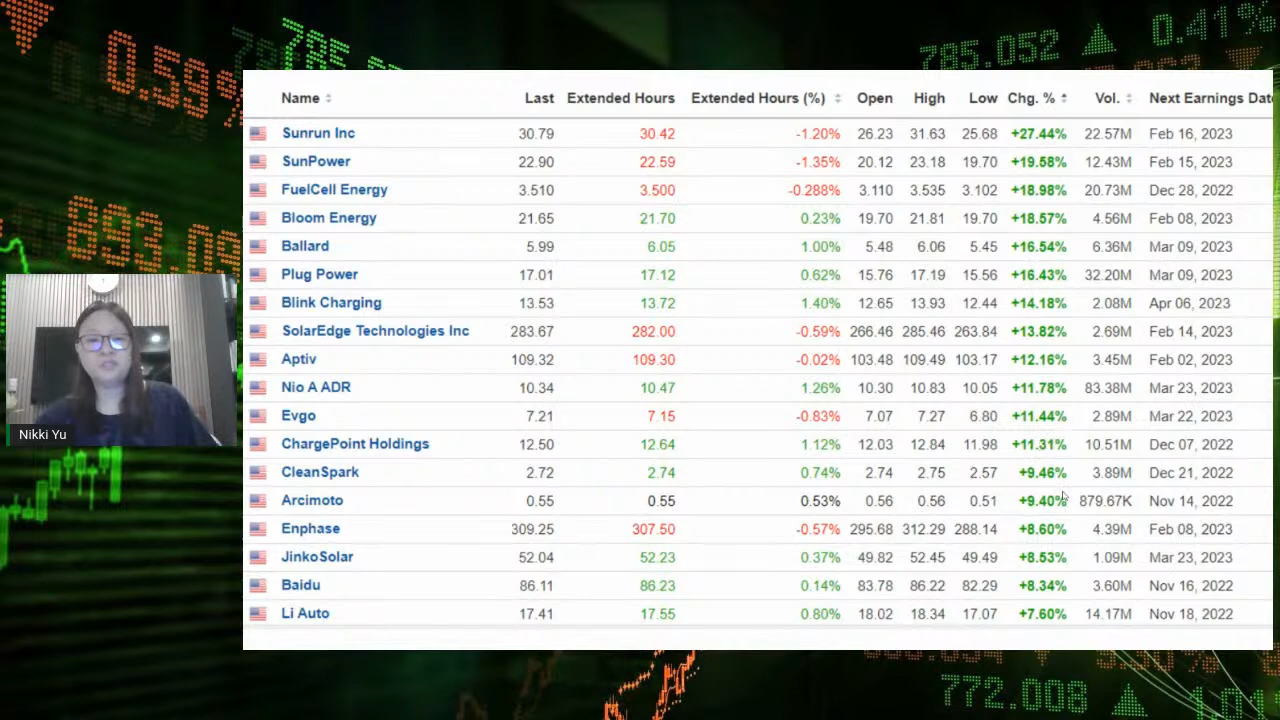 0.59%
785.
785.052 ▲ 0.41%
893.09
Name Last Extended Hours Extended Hours (%) Open High Low Chg. % Vol. Next Earnings Date
Sunrun Inc 30.79 30.42 -1.20% 26.23 31.63 25.68 +27.44% 22.57M Feb 16, 2023
SunPower 22.90 22.59 -1.35% 20.12 23.18 19.70 +19.58% 12.43M Feb 15, 2023
FuelCell Energy 3.510 3.500 -0.288% 3.110 3.535 3.102 +18.98% 20.73M Dec 28, 2022
Bloom Energy 21.65 21.70 0.23% 19.70 21.81 19.70 +18.57% 4.56M Feb 08, 2023
Ballard 5.99 6.05 1.00% 5.48 6.06 5.45 +16.54% 6.36M Mar 09, 2023
Plug Power 17.01 17.12 0.62% 15.76 17.19 15.56 +16.43% 32.20M Mar 09, 2023
Blink Charging 13.53 13.72 1.40% 12.65 13.93 12.44 +14.18% 2.08M Apr 06, 2023
SolarEdge Technologies Inc 283.67 282.00 -0.59% 266.46 285.46 263.84 +13.82% 2.69M Feb 14, 2023
Aptiv 109.32 109.30 -0.02% 103.48 109.48 103.17 +12.16% 3.45M Feb 02, 2023
Nio A ADR 10.34 10.47 1.26% 10.30 10.83 10.05 +11.78% 83.98M Mar 23, 2023
Evgo 7.21 7.15 -0.83% 7.07 7.27 6.80 +11.44% 2.89M Mar 22, 2023
ChargePoint Holdings 12.50 12.64 1.12% 12.03 12.84 11.98 +11.31% 10.51M Dec 07, 2022
CleanSpark 2.72 2.74 0.74% 2.74 2.75 2.57 +9.46% 3.89M Dec 21, 2022
Arcimoto 0.55 0.55 0.53% 0.56 0.56 0.51 +9.40% 879.67K Nov 14, 2022
Enphase 309.25 307.50 -0.57% 295.68 312.29 288.14 +8.60% 4.39M Feb 08, 2023
JinkoSolar 52.04 52.23 0.37% 49.82 52.45 49.49 +8.53% 1.09M Mar 23, 2023
Baidu 86.11 86.23 0.14% 83.78 86.22 82.29 +8.34% 3.60M Nov 16, 2022
Li Auto 17.41 17.55 0.80% 18.02 18.34 17.07 +7.60% 14.17M Nov 18, 2022
Nikki Yu
772.008 ▲ 1.01